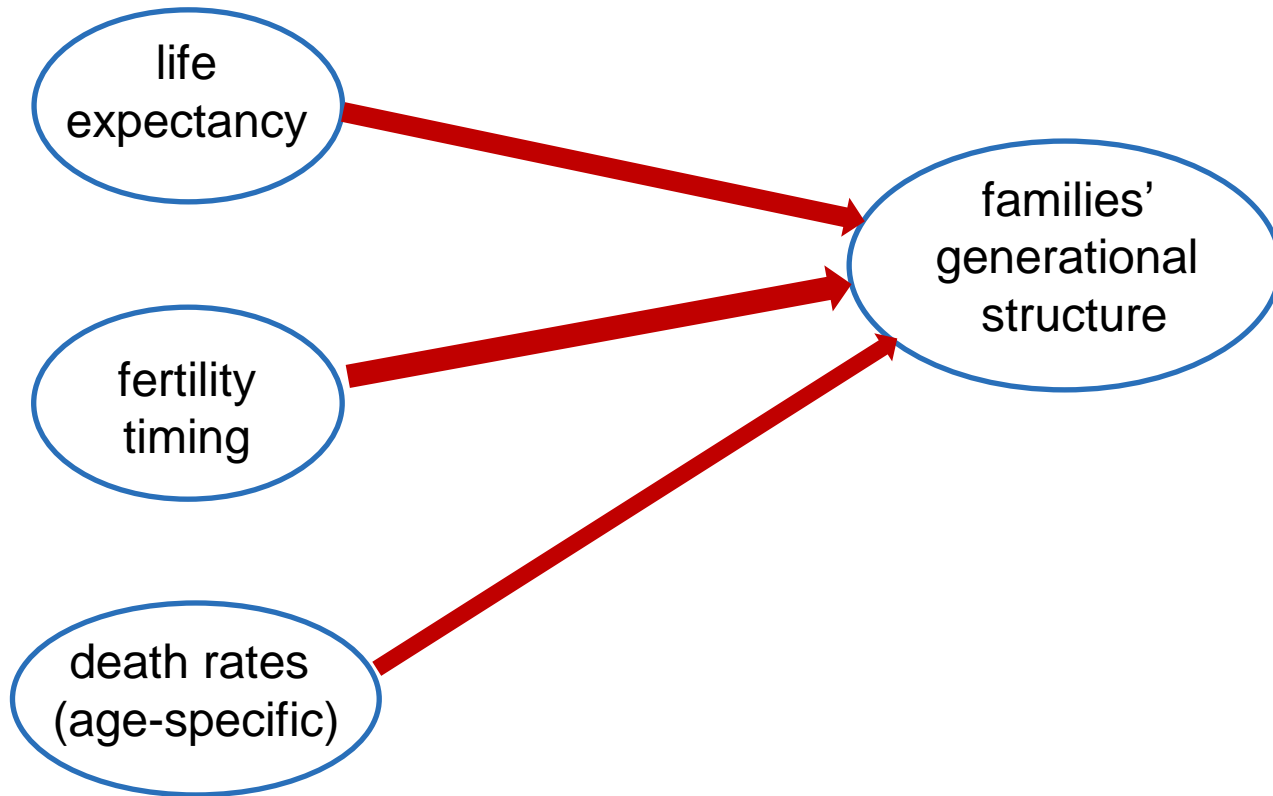 life
expectancy
families’
generational
structure
fertility
timing
death rates
(age-specific)